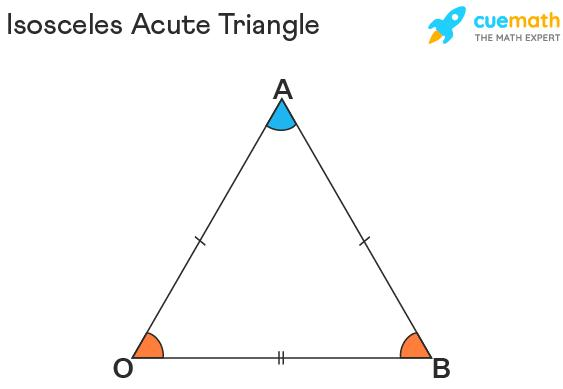 Isosceles Acute Triangle
cuemath
THE MATH EXPERT
A
O
B